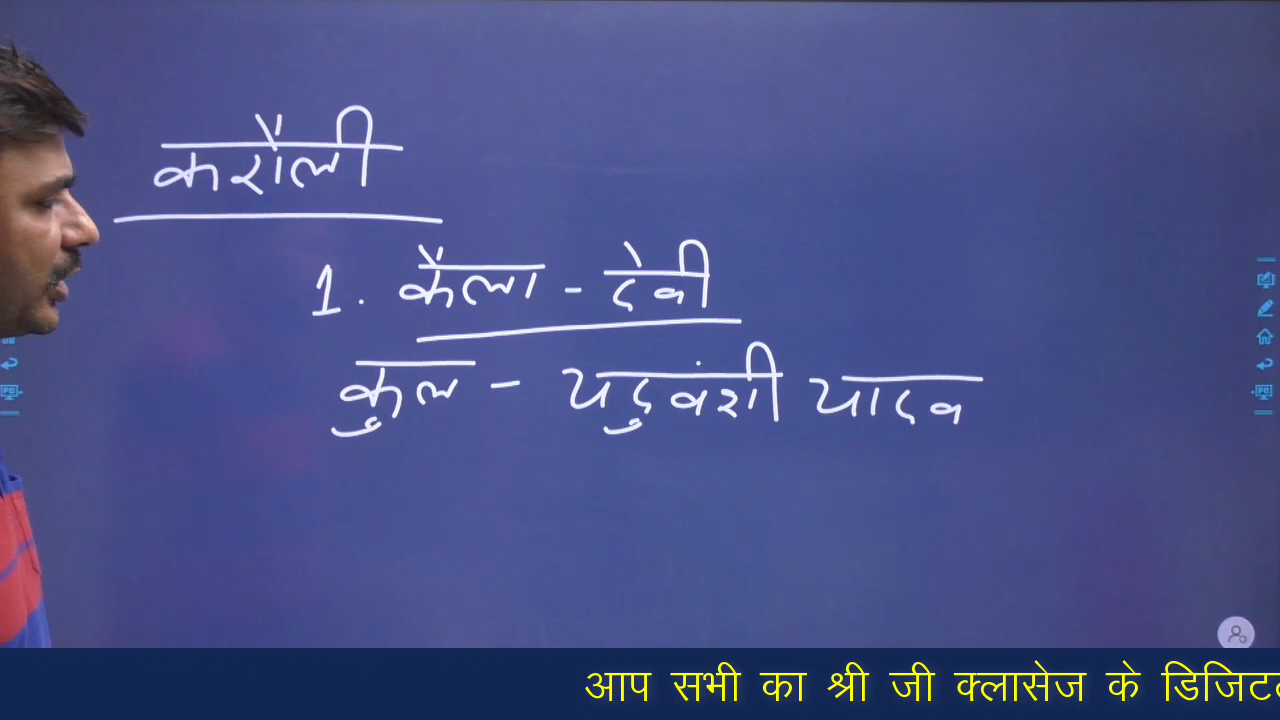 करौली
1. कैला - देवी
कुल - यदुवंशी यादव
आप सभी का श्री जी क्लासेज के डिजिटल